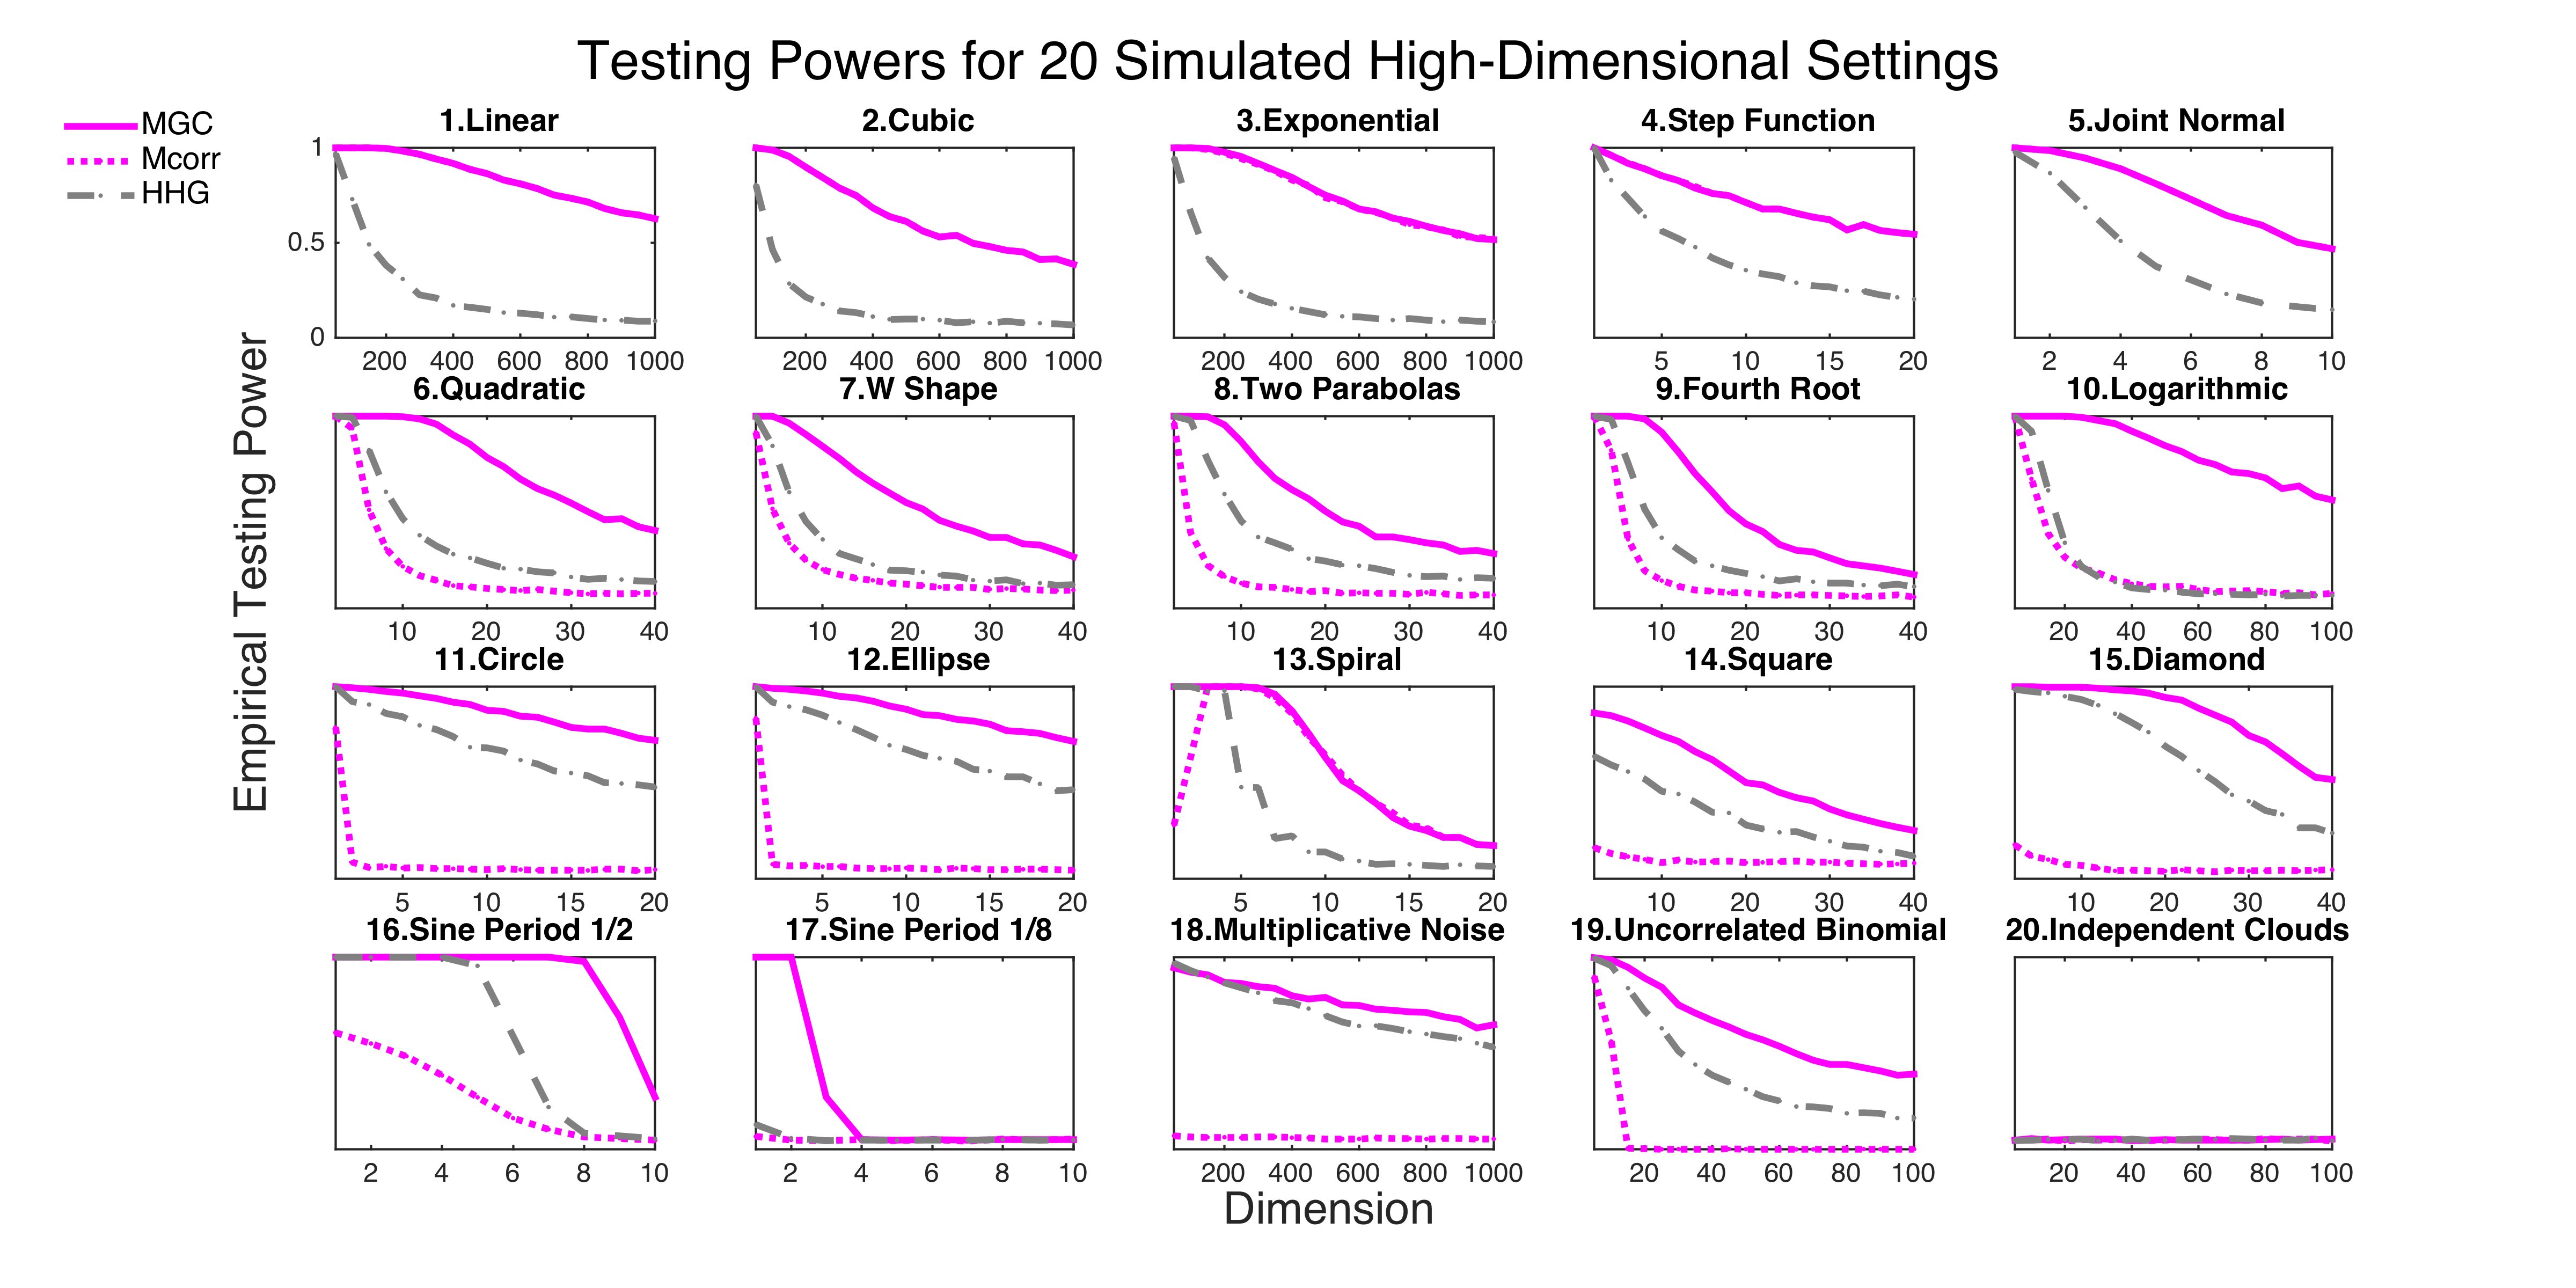 Testing Powers for 20 Simulated High-Dimensional Settings
MGC
Mcorr
HHG
Empirical Testing Power
1.Linear
2.Cubic
3.Exponential
4.Step Function
5.Joint Normal
1
0.5
0
200 400 600 800 1000
200 400 600 800 1000
200 400 600 800 1000
5 10 15 20
2 4 6 8 10
6.Quadratic
7.W Shape
8.Two Parabolas
9.Fourth Root
10.Logarithmic
10 20 30 40
10 20 30 40
10 20 30 40
10 20 30 40
20 40 60 80 100
11.Circle
12.Ellipse
13.Spiral
14.Square
15.Diamond
5 10 15 20
5 10 15 20
5 10 15 20
10 20 30 40
10 20 30 40
16.Sine Period 1/2
17.Sine Period 1/8
18.Multiplicative Noise
19.Uncorrelated Binomial
20.Independent Clouds
2 4 6 8 10
2 4 6 8 10
200 400 600 800 1000
20 40 60 80 100
20 40 60 80 100
Dimension